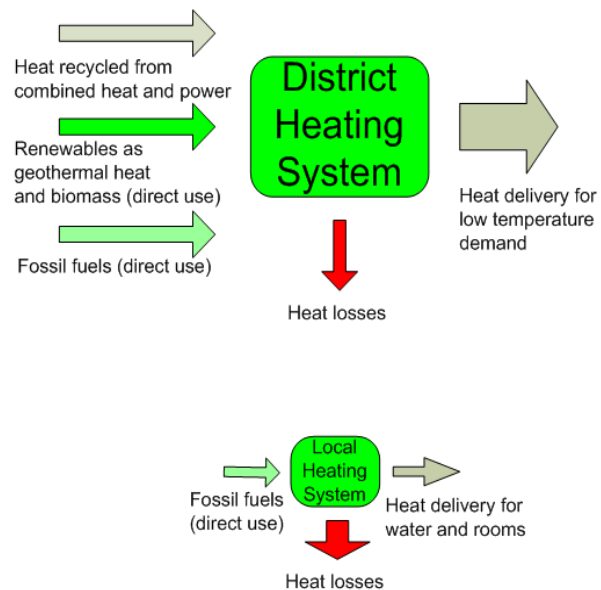 Heat recycled from
combined heat and power
Renewables as
geothermal heat
and biomass (direct use)
Fossil fuels (direct use)
District
Heating
System
Heat delivery for
low temperature
demand
Heat losses
Fossil fuels
(direct use)
Local
Heating
System
Heat delivery for
water and rooms
Heat losses